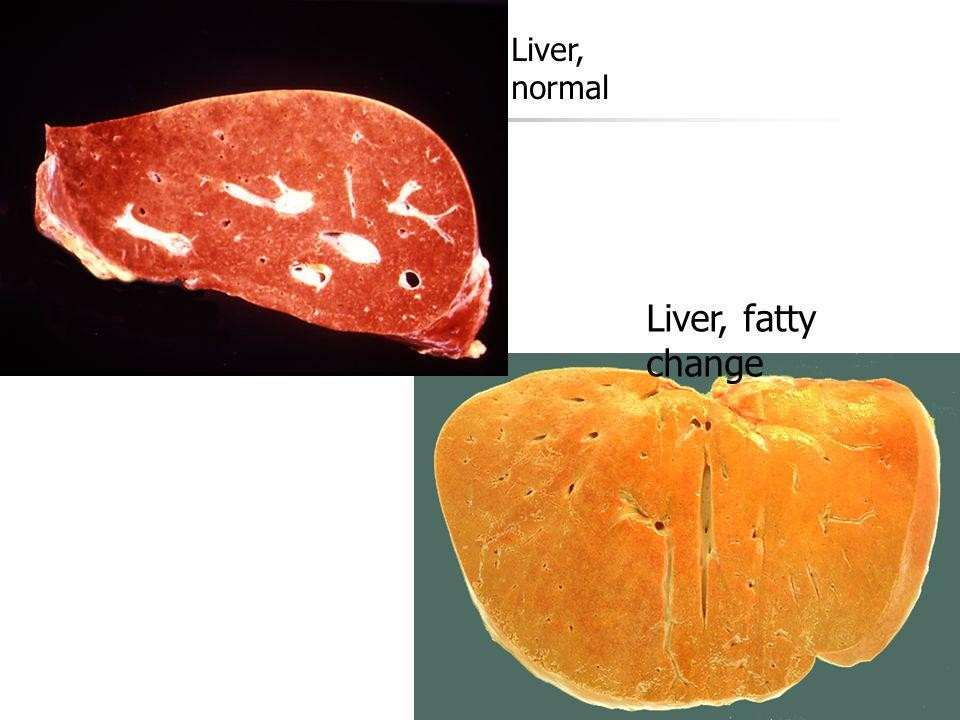 Liver,
normal
Liver, fatty
change